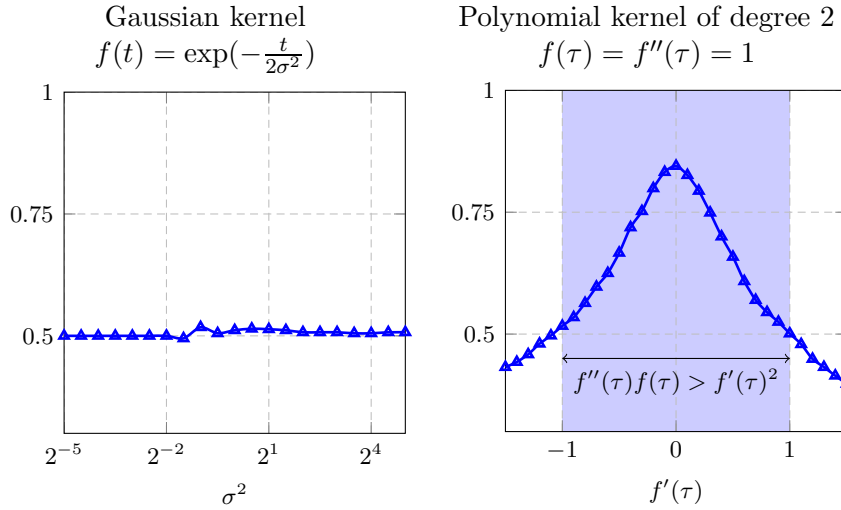 Gaussian kernel
f(t) = exp(−t/2σ²)
1
0.75
0.5
2⁻⁵ 2⁻² 2¹ 2⁴
σ²
Polynomial kernel of degree 2
f(τ) = f′′(τ) = 1
1
0.75
0.5
f′′(τ)f(τ) > f′(τ)²
−1 0 1
f′(τ)